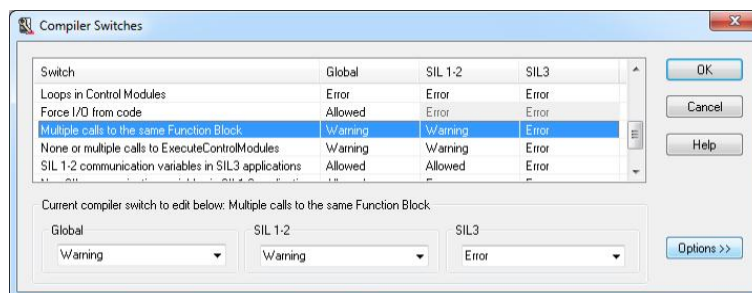 Compiler Switches
Switch Global SIL 1-2 SIL3
Loops in Control Modules Error Error Error
Force I/O from code Allowed Error Error
Multiple calls to the same Function Block Warning Warning Error
None or multiple calls to ExecuteControlModules Warning Warning Error
SIL 1-2 communication variables in SIL3 applications Allowed Allowed Error
OK
Cancel
Help
Current compiler switch to edit below: Multiple calls to the same Function Block
Global SIL 1-2 SIL3
Warning Warning Error
Options >>